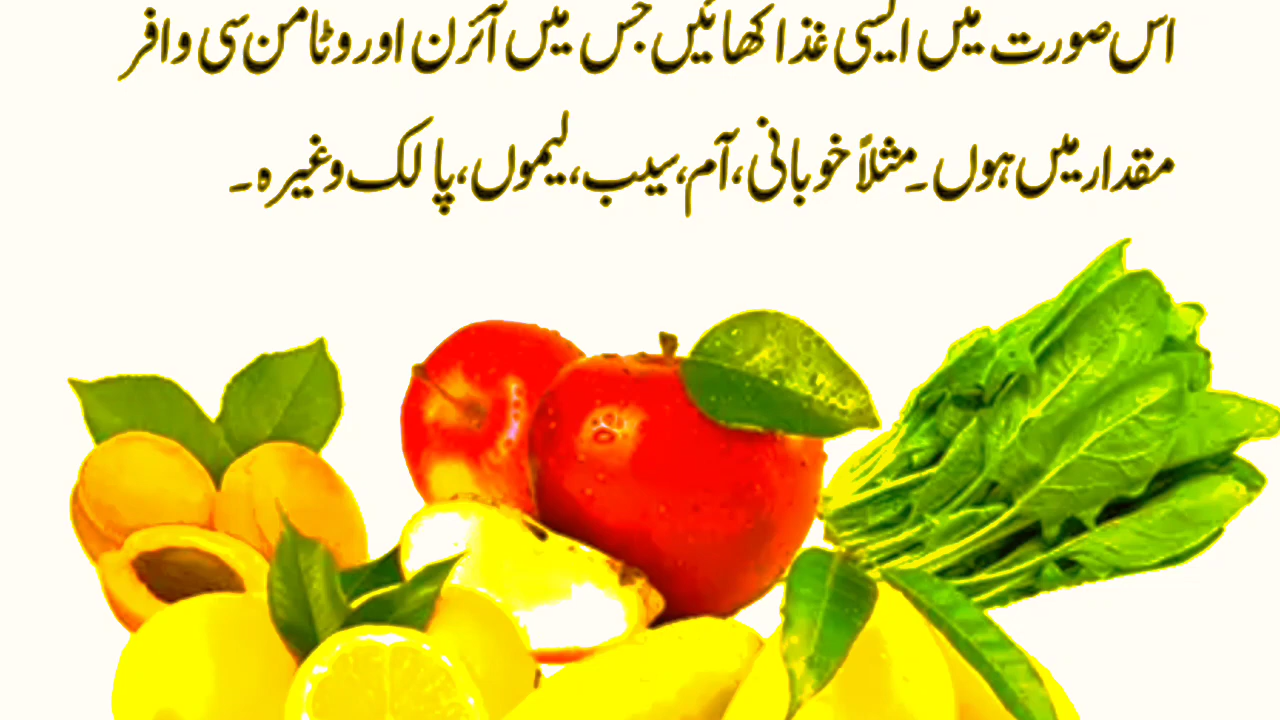 اس صورت میں ایسی غذا کھائیں جس میں آئرن اور وٹامن سی وافر
مقدار میں ہوں۔ مثلاً خوبانی، آم، سیب، لیموں، پالک وغیرہ۔